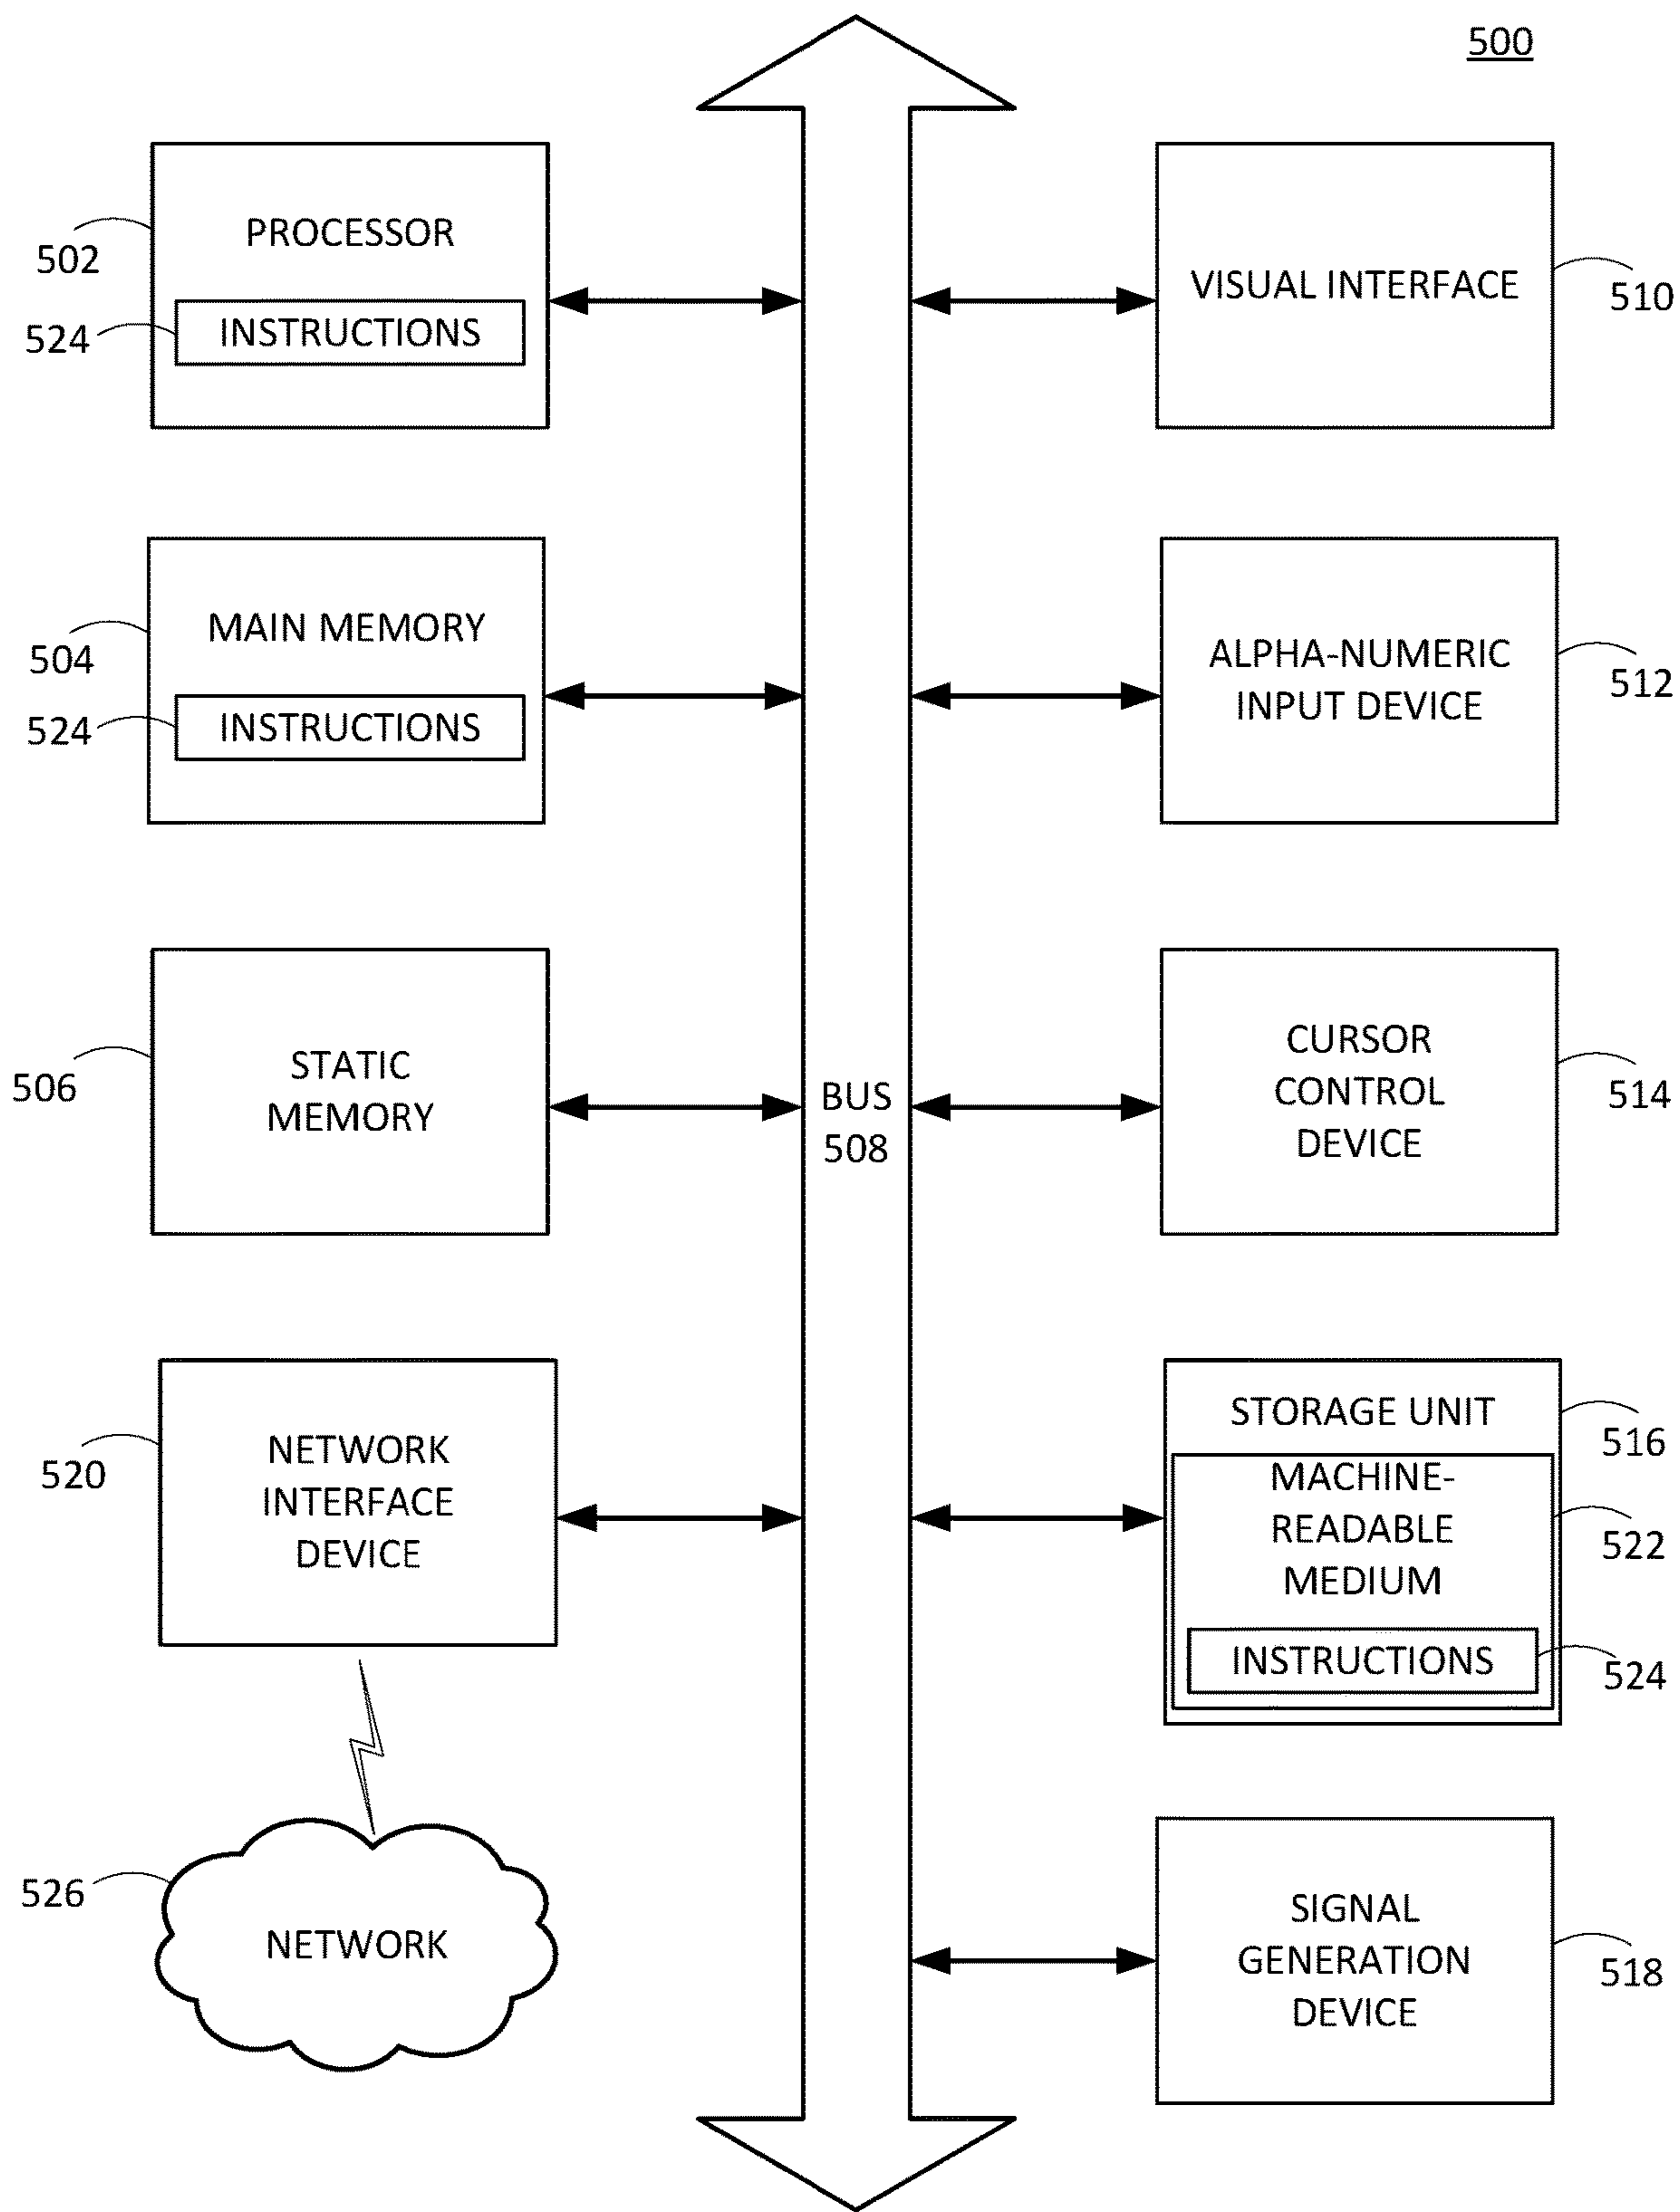 500
PROCESSOR
502
INSTRUCTIONS
524
VISUAL INTERFACE
510
MAIN MEMORY
504
INSTRUCTIONS
524
ALPHA-NUMERIC
INPUT DEVICE
512
STATIC
MEMORY
506
BUS
508
CURSOR
CONTROL
DEVICE
514
NETWORK
INTERFACE
DEVICE
520
STORAGE UNIT
516
MACHINE-
READABLE
MEDIUM
522
INSTRUCTIONS
524
526
NETWORK
SIGNAL
GENERATION
DEVICE
518